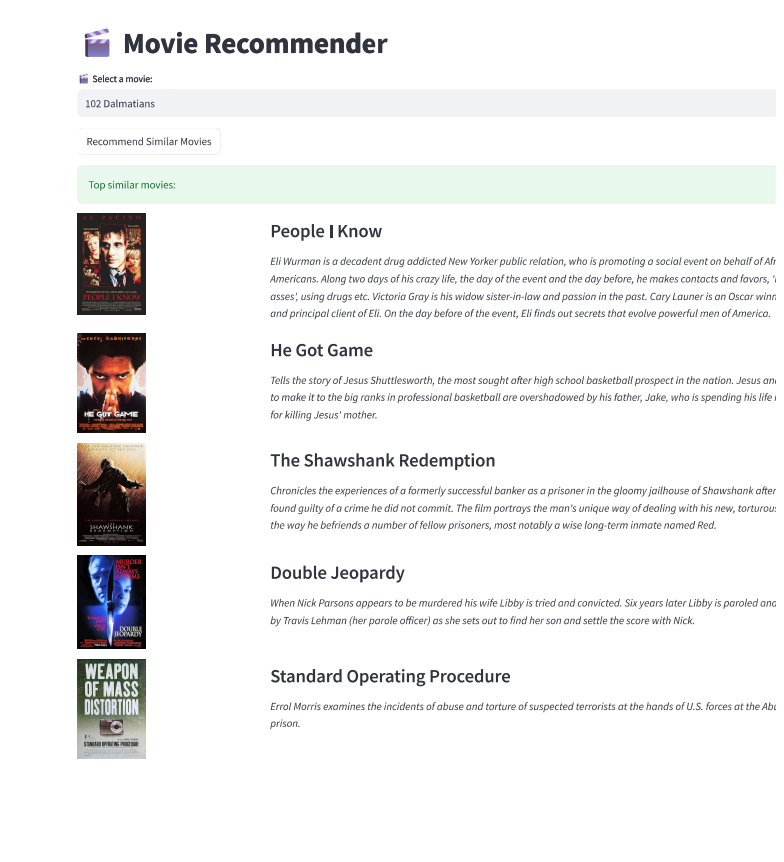 Movie Recommender
Select a movie:
102 Dalmatians
Recommend Similar Movies
Top similar movies:
AL PACINO
PEOPLE I KNOW
People I Know
Eli Wurman is a decadent drug addicted New Yorker public relation, who is promoting a social event on behalf of Afr
Americans. Along two days of his crazy life, the day of the event and the day before, he makes contacts and favors, '
asses', using drugs etc. Victoria Gray is his widow sister-in-law and passion in the past. Cary Launer is an Oscar winn
and principal client of Eli. On the day before of the event, Eli finds out secrets that evolve powerful men of America.
HE GOT GAME
He Got Game
Tells the story of Jesus Shuttlesworth, the most sought after high school basketball prospect in the nation. Jesus and
to make it to the big ranks in professional basketball are overshadowed by his father, Jake, who is spending his life
for killing Jesus' mother.
SHAWSHANK
REDEMPTION
The Shawshank Redemption
Chronicles the experiences of a formerly successful banker as a prisoner in the gloomy jailhouse of Shawshank after
found guilty of a crime he did not commit. The film portrays the man's unique way of dealing with his new, torturous
the way he befriends a number of fellow prisoners, most notably a wise long-term inmate named Red.
MURDER
ISN'T
ALWAYS
A CRIME
DOUBLE
JEOPARDY
Double Jeopardy
When Nick Parsons appears to be murdered his wife Libby is tried and convicted. Six years later Libby is paroled and
by Travis Lehman (her parole officer) as she sets out to find her son and settle the score with Nick.
WEAPON
OF MASS
DISTORTION
STANDARD OPERATING PROCEDURE
Standard Operating Procedure
Errol Morris examines the incidents of abuse and torture of suspected terrorists at the hands of U.S. forces at the Abu
prison.